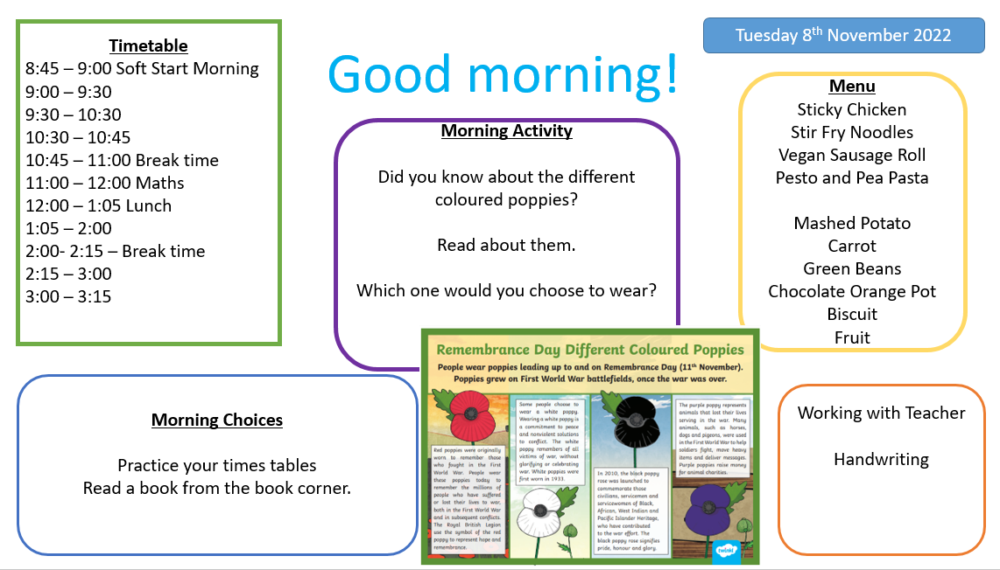 Timetable
8:45 – 9:00 Soft Start Morning
9:00 – 9:30
9:30 – 10:30
10:30 – 10:45
10:45 – 11:00 Break time
11:00 – 12:00 Maths
12:00 – 1:05 Lunch
1:05 – 2:00
2:00- 2:15 – Break time
2:15 – 3:00
3:00 – 3:15
Good morning!
Tuesday 8th November 2022
Morning Activity
Did you know about the different
coloured poppies?
Read about them.
Which one would you choose to wear?
Menu
Sticky Chicken
Stir Fry Noodles
Vegan Sausage Roll
Pesto and Pea Pasta
Mashed Potato
Carrot
Green Beans
Chocolate Orange Pot
Biscuit
Fruit
Morning Choices
Practice your times tables
Read a book from the book corner.
Remembrance Day Different Coloured Poppies
People wear poppies leading up to and on Remembrance Day (11th November).
Poppies grew on First World War battlefields, once the war was over.
Red poppies were originally
worn to remember those
who fought in the First
World War. People wear
these poppies today to
remember the millions of
people who have suffered
or lost their lives to war,
both in the First World War
and in subsequent conflicts.
The Royal British Legion
use the symbol of the red
poppy to represent hope and
remembrance.
Some people choose to
wear a white poppy.
Wearing a white poppy is
a commitment to peace
and nonviolent solutions
to conflict. The white
poppy remembers of all
victims of war, without
glorifying or celebrating
war. White poppies were
first worn in 1933.
In 2010, the black poppy
rose was launched to
commemorate those
civilians, servicemen and
servicewomen of Black,
African, West Indian and
Pacific Islander Heritage,
who have contributed
to the war effort. The
black poppy rose signifies
pride, honour and glory.
The purple poppy represents
animals that lost their lives
serving in the war. Many
animals, such as horses,
dogs and pigeons, were used
in the First World War to help
soldiers fight, move heavy
items and deliver messages.
Purple poppies raise money
for animal charities.
twinkl
Working with Teacher
Handwriting